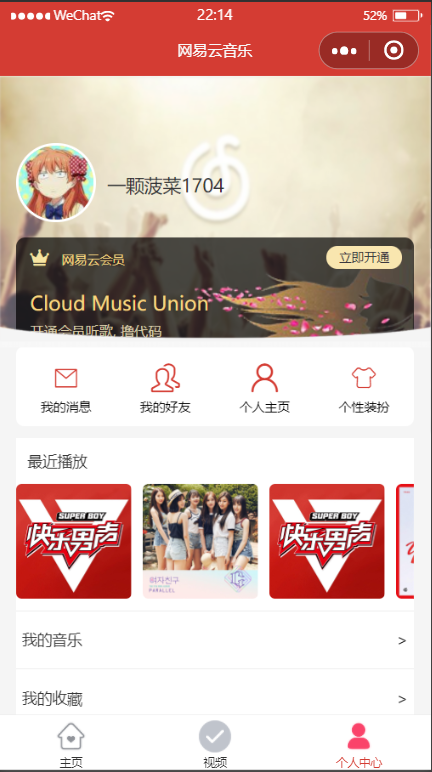 WeChat 22:14 52%
网易云音乐
一颗菠菜1704
网易云会员 立即开通
Cloud Music Union
开通会员听歌, 撸代码
我的消息 我的好友 个人主页 个性装扮
最近播放
SUPER BOY SUPER BOY
快乐男声 快乐男声
여자친구
PARALLEL
我的音乐 >
我的收藏 >
主页 视频 个人中心